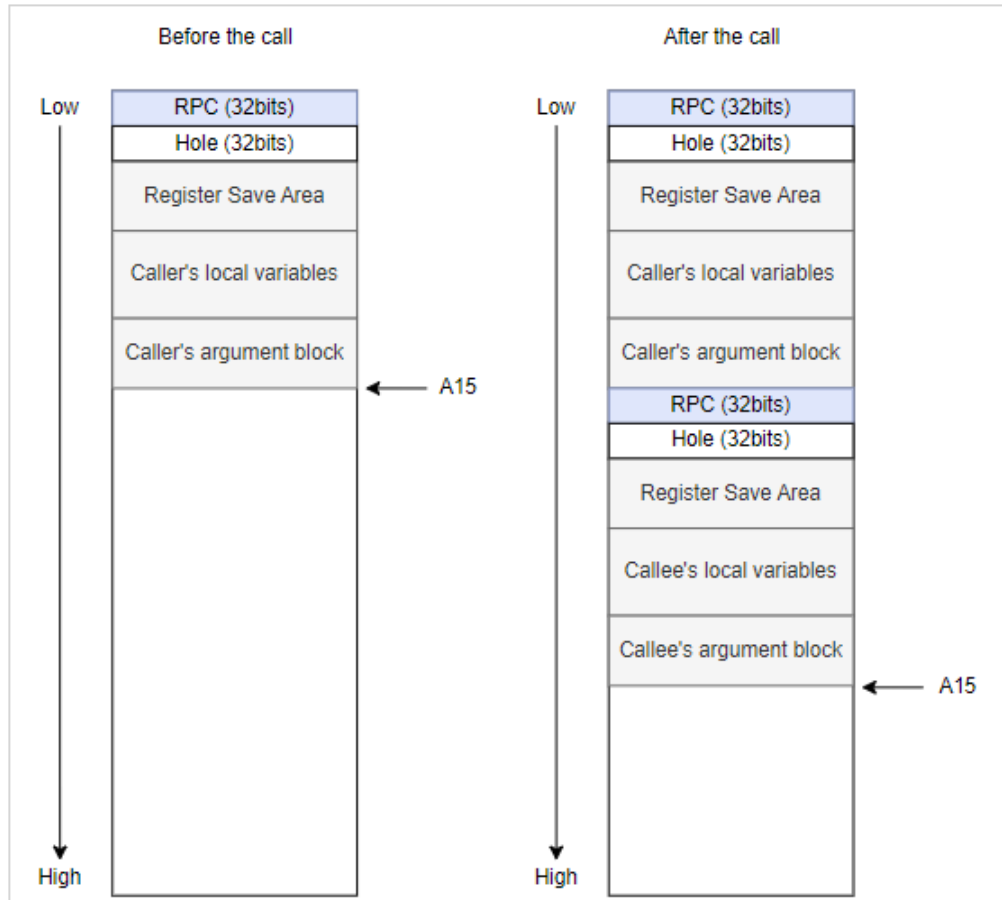 Before the call
Low
RPC (32bits)
Hole (32bits)
Register Save Area
Caller's local variables
Caller's argument block
A15
High
After the call
Low
RPC (32bits)
Hole (32bits)
Register Save Area
Caller's local variables
Caller's argument block
RPC (32bits)
Hole (32bits)
Register Save Area
Callee's local variables
Callee's argument block
A15
High